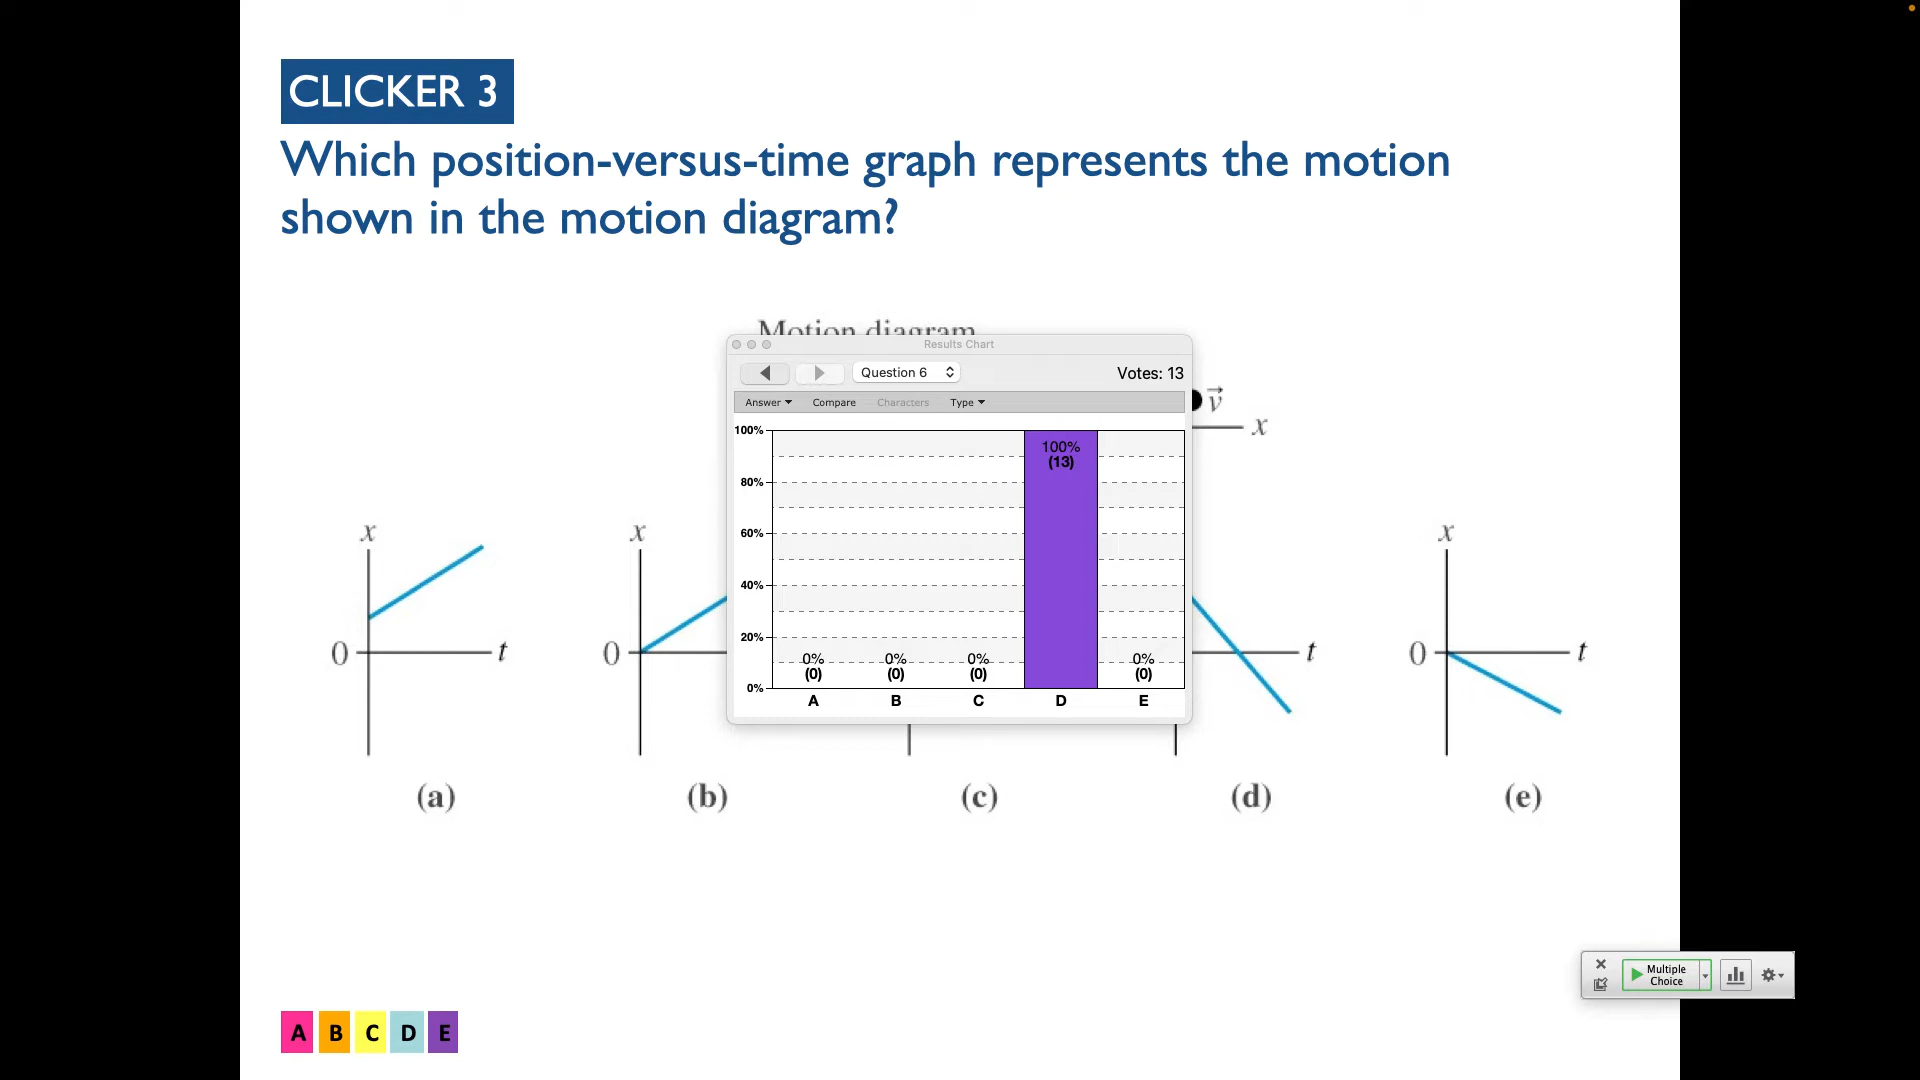 CLICKER 3
Which position-versus-time graph represents the motion
shown in the motion diagram?
Motion diagram
Results Chart
Question 6
Votes: 13
Answer Compare Characters Type
v
x
100%
80%
60%
40%
20%
0%
0%
(0)
0%
(0)
0%
(0)
100%
(13)
0%
(0)
A B C D E
x
0
t
(a)
x
0
(b)
(c)
t
(d)
x
0
t
(e)
Multiple
Choice
A B C D E